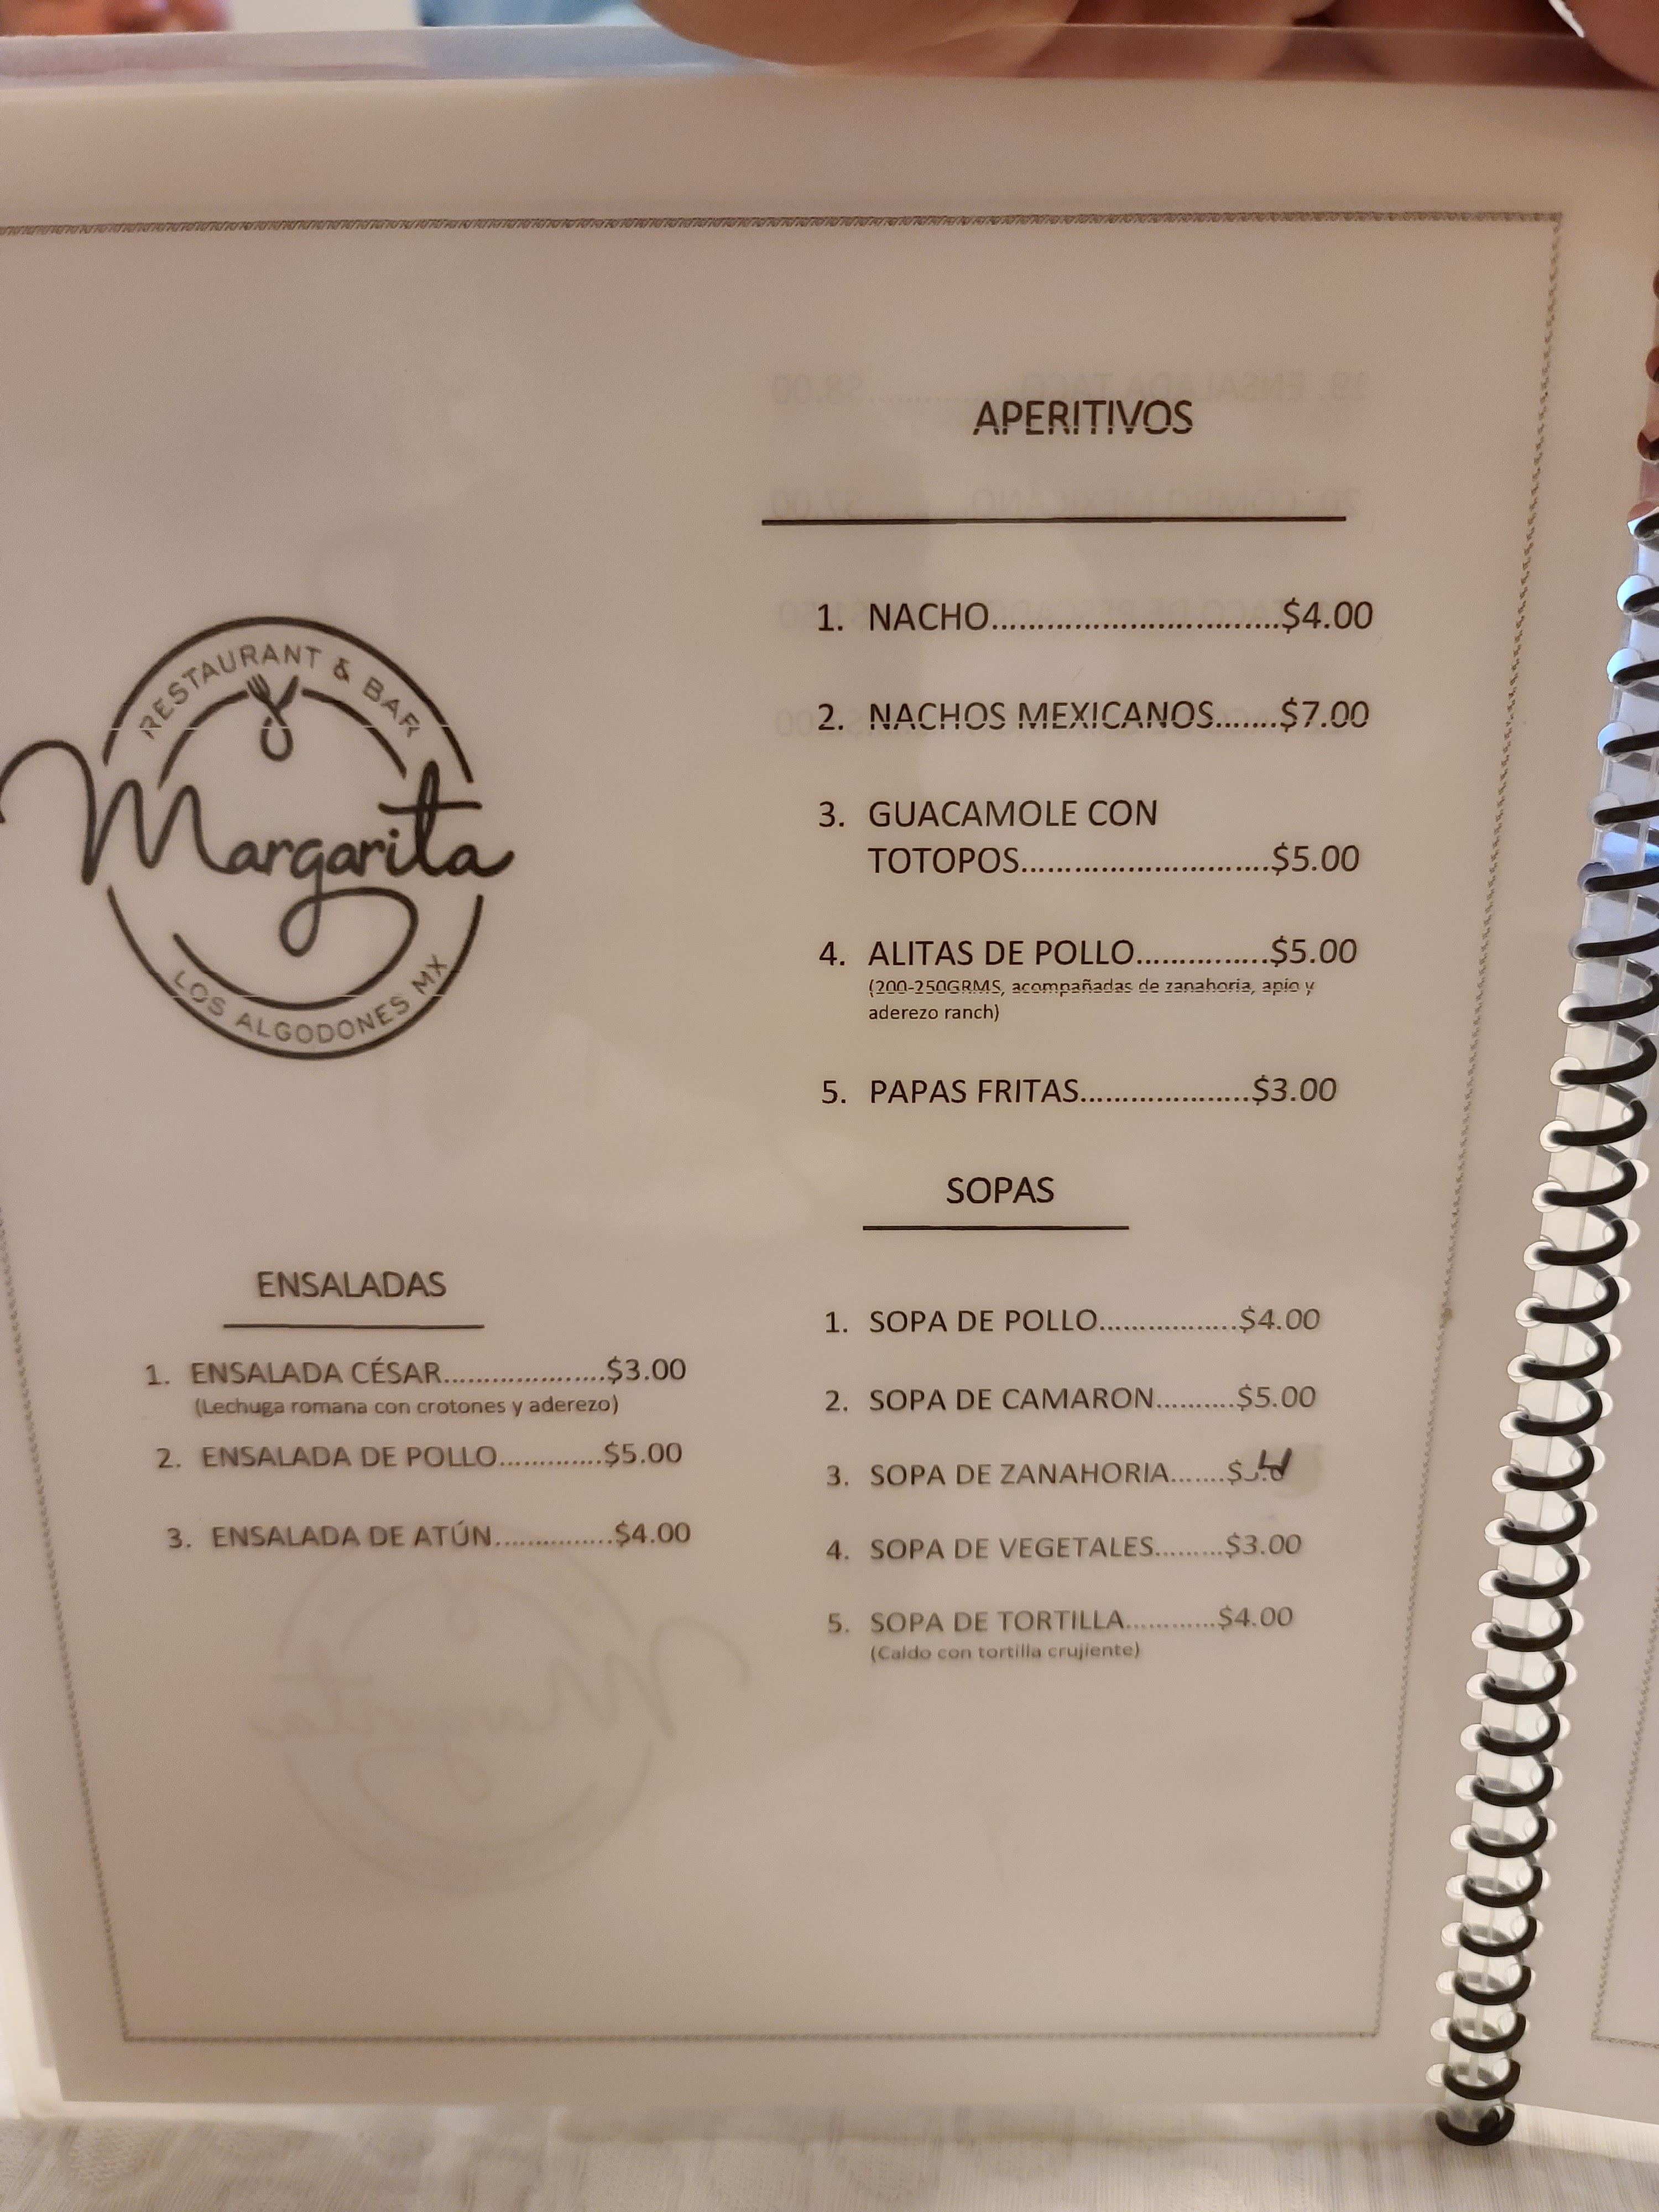 APERITIVOS
1. NACHO..................................$4.00
2. NACHOS MEXICANOS.......$7.00
3. GUACAMOLE CON
TOTOPOS.............................$5.00
4. ALITAS DE POLLO...............$5.00
(200-250GRMS, acompañadas de zanahoria, apio y
aderezo ranch)
5. PAPAS FRITAS....................$3.00
RESTAURANT & BAR
Margarita
LOS ALGODONES MX
SOPAS
1. SOPA DE POLLO.................$4.00
2. SOPA DE CAMARON..........$5.00
3. SOPA DE ZANAHORIA.......$ 4
4. SOPA DE VEGETALES.........$3.00
5. SOPA DE TORTILLA............$4.00
(Caldo con tortilla crujiente)
ENSALADAS
1. ENSALADA CÉSAR....................$3.00
(Lechuga romana con crotones y aderezo)
2. ENSALADA DE POLLO.............$5.00
3. ENSALADA DE ATÚN...............$4.00